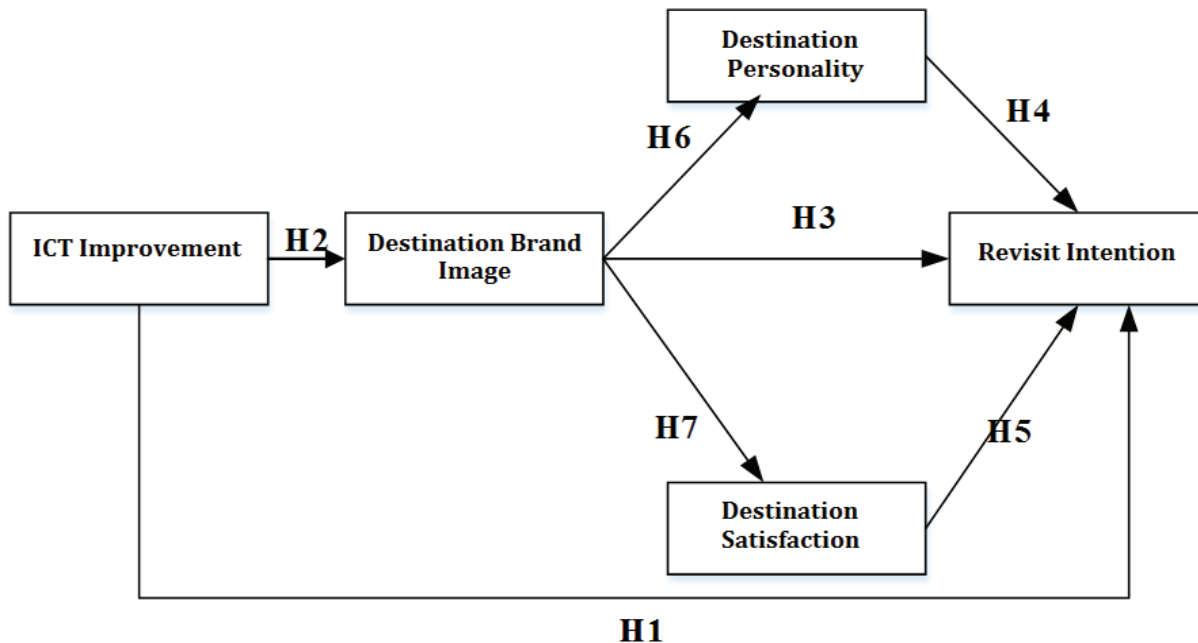 Destination
Personality
H6
H4
ICT Improvement
H2
Destination Brand
Image
H3
Revisit Intention
H7
H5
Destination
Satisfaction
H1